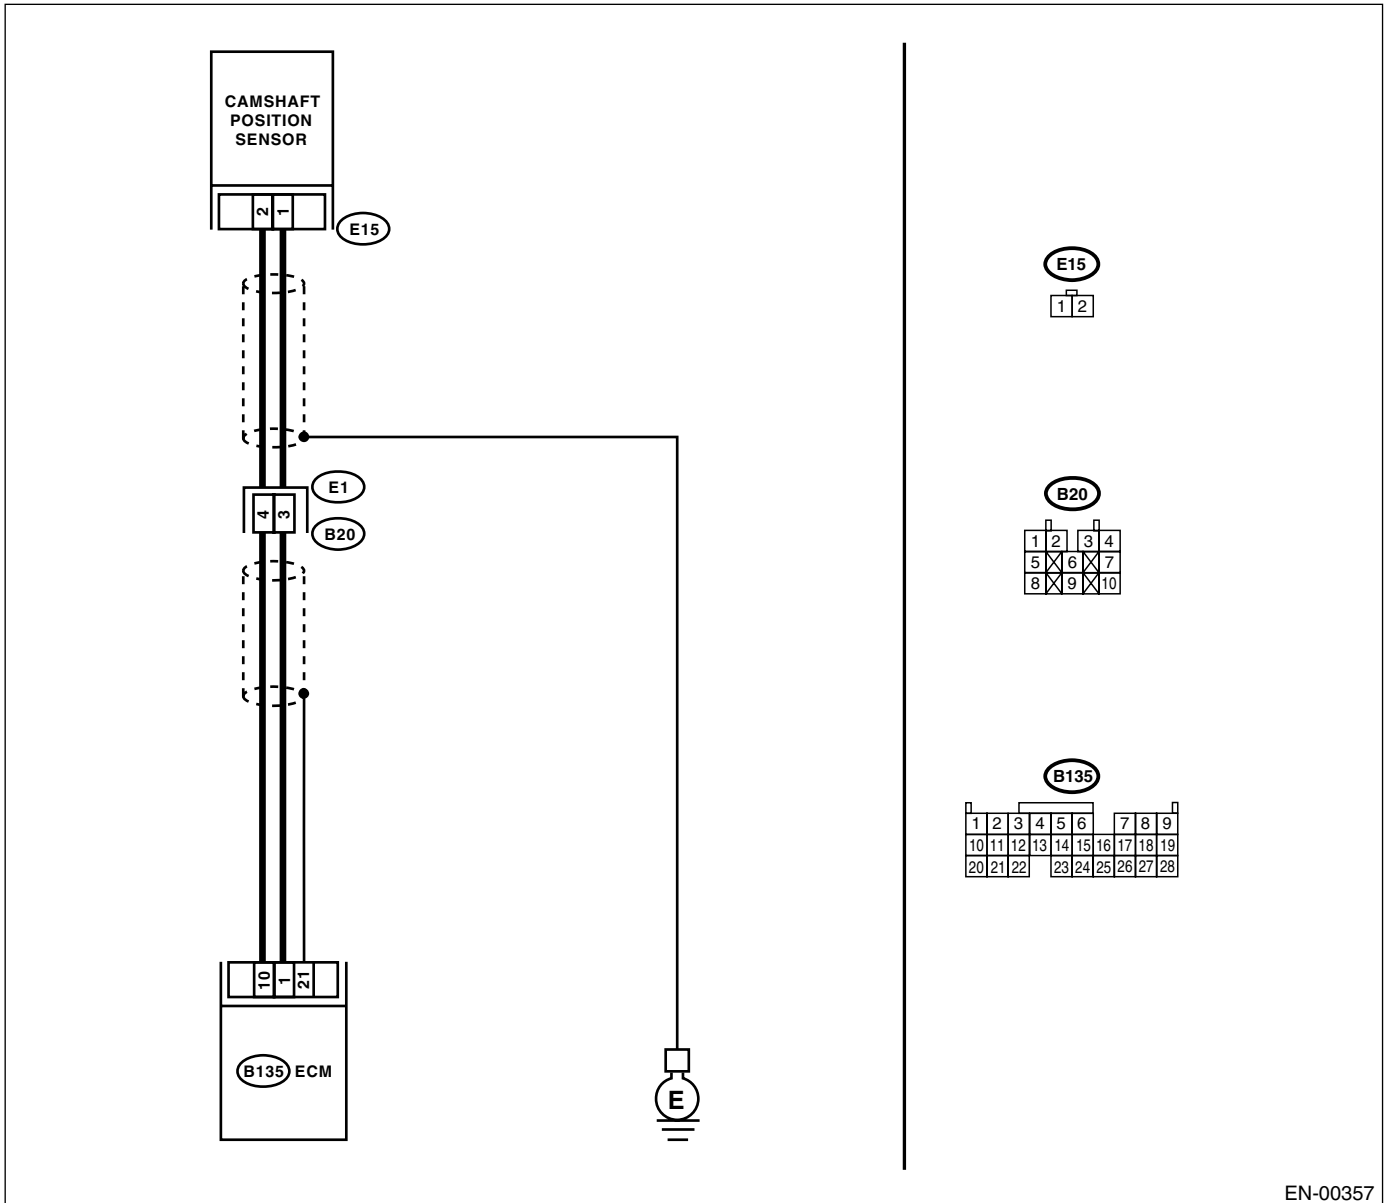 CAMSHAFT
POSITION
SENSOR
2 1
E15
E1
4 3
B20
10 1 21
B135 ECM
E
E15
1 2
B20
1 2 3 4
5 6 7
8 9 10
B135
1 2 3 4 5 6 7 8 9
10 11 12 13 14 15 16 17 18 19
20 21 22 23 24 25 26 27 28
EN-00357